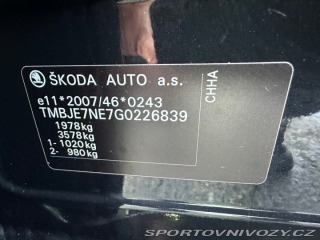 ŠKODA AUTO a.s.
e11*2007/46*0243
TMBJE7NE7G0226839
1978kg
3578kg
1- 1020kg
2- 980kg
CHHA
SPORTOVNIVOZY.CZ